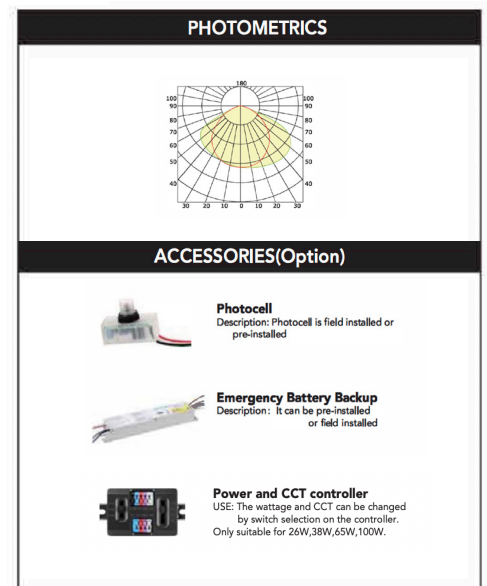 PHOTOMETRICS
180
100 100
90 90
80 80
70 70
60 60
50 50
40 40
30 20 10 0 10 20 30
ACCESSORIES(Option)
Photocell
Description: Photocell is field installed or
pre-installed
Emergency Battery Backup
Description: It can be pre-installed
or field installed
Power and CCT controller
USE: The wattage and CCT can be changed
by switch selection on the controller.
Only suitable for 26W,38W,65W,100W.